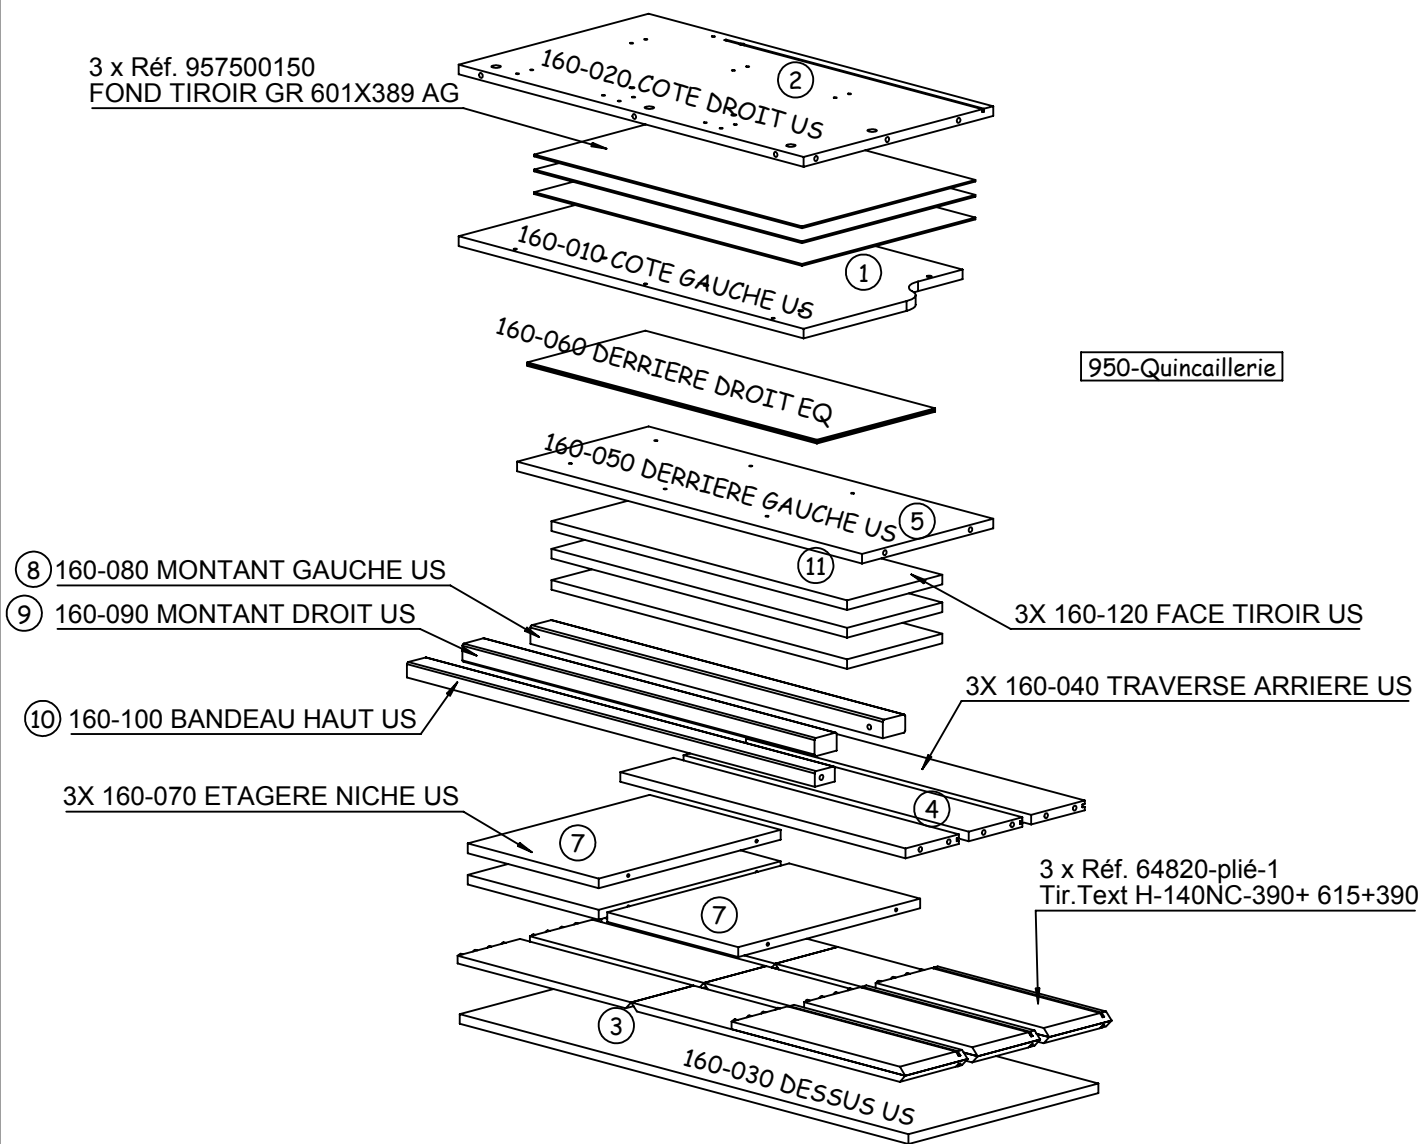 3 x Réf. 957500150
FOND TIROIR GR 601X389 AG
160-020 COTE DROIT US
2
160-010 COTE GAUCHE US
1
160-060 DERRIERE DROIT EQ
950-Quincaillerie
160-050 DERRIERE GAUCHE US
5
11
8 160-080 MONTANT GAUCHE US
9 160-090 MONTANT DROIT US
3X 160-120 FACE TIROIR US
10 160-100 BANDEAU HAUT US
3X 160-040 TRAVERSE ARRIERE US
4
3X 160-070 ETAGERE NICHE US
7
7
3 x Réf. 64820-plié-1
Tir.Text H-140NC-390+ 615+390
3
160-030 DESSUS US